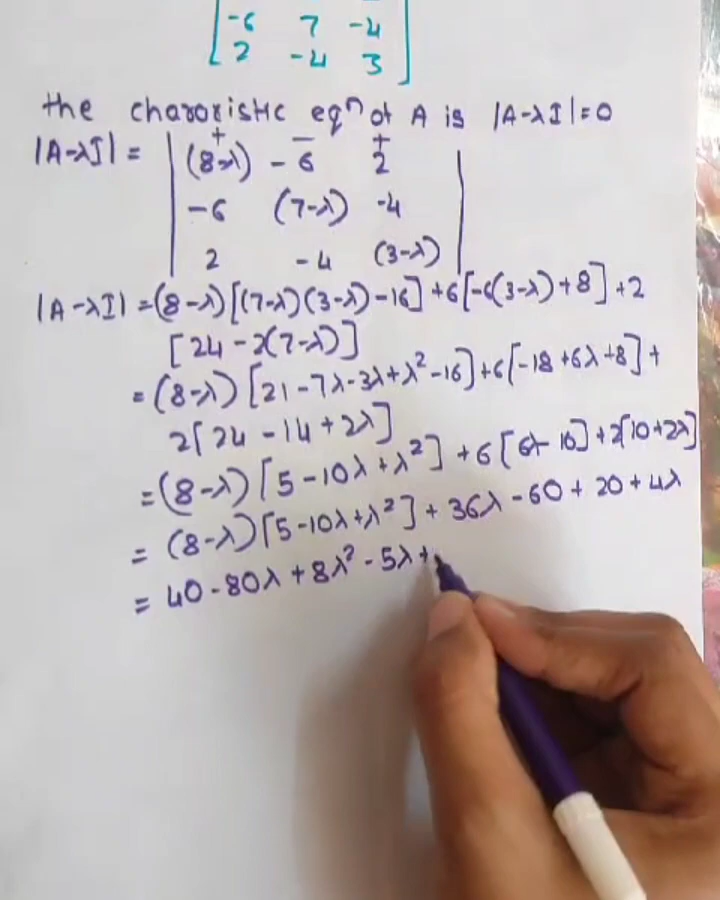 -6 7 -4
2 -4 3
the charoristic eqⁿ of A is |A-λI|=0
|A-λI| = (8-λ) -6 2
+ - +
-6 (7-λ) -4
2 -4 (3-λ)
|A-λI| =(8-λ)[(7-λ)(3-λ)-16]+6[-6(3-λ)+8]+2
[24-2(7-λ)]
=(8-λ)[21-7λ-3λ+λ²-16]+6[-18+6λ+8]+
2[24-14+2λ]
=(8-λ)[5-10λ+λ²]+6[6λ-10]+2[10+2λ]
= (8-λ)[5-10λ+λ²]+36λ-60+20+4λ
= 40-80λ+8λ²-5λ+